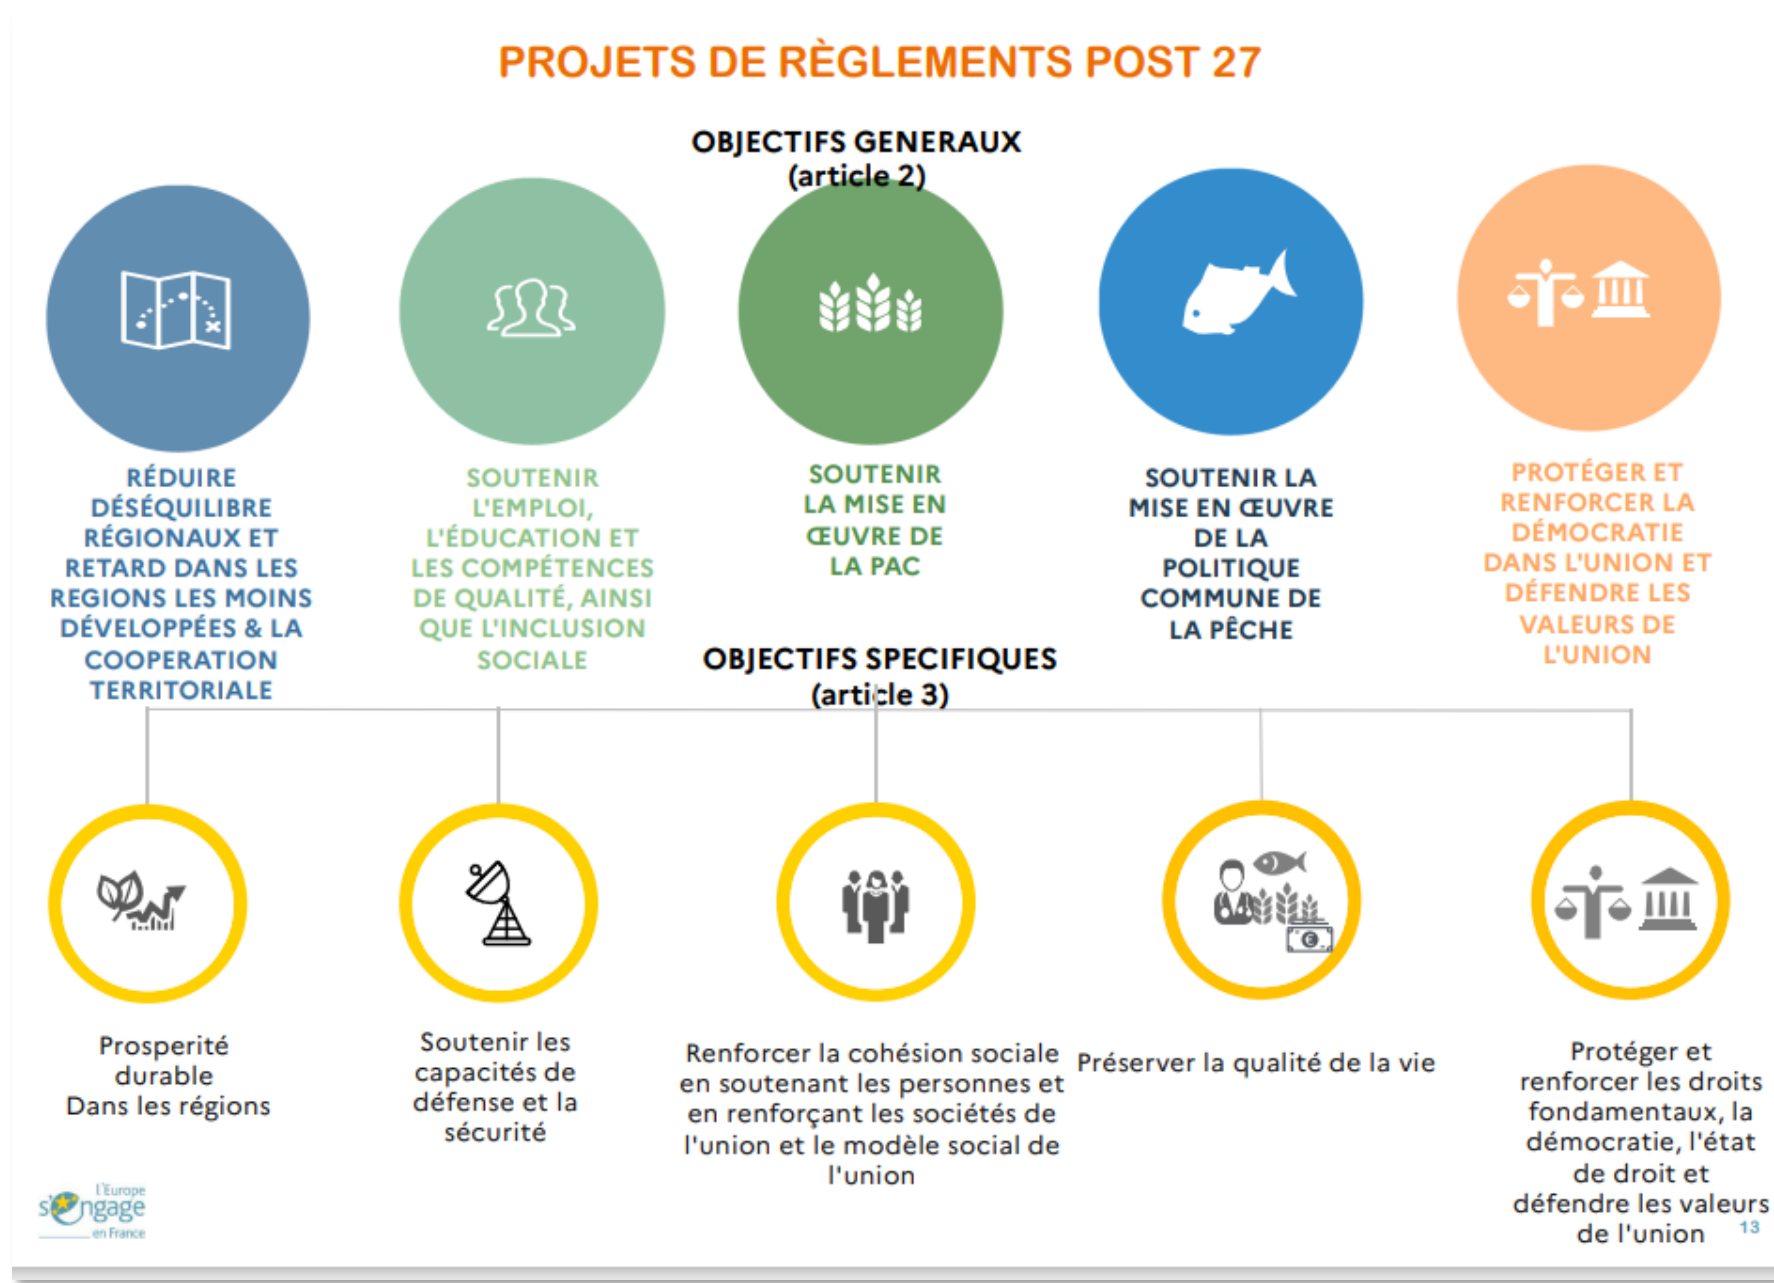 PROJETS DE RÈGLEMENTS POST 27
OBJECTIFS GENERAUX
(article 2)
RÉDUIRE
DÉSÉQUILIBRE
RÉGIONAUX ET
RETARD DANS LES
REGIONS LES MOINS
DÉVELOPPÉES & LA
COOPERATION
TERRITORIALE
SOUTENIR
L'EMPLOI,
L'ÉDUCATION ET
LES COMPÉTENCES
DE QUALITÉ, AINSI
QUE L'INCLUSION
SOCIALE
SOUTENIR
LA MISE EN
ŒUVRE DE
LA PAC
SOUTENIR LA
MISE EN ŒUVRE
DE LA
POLITIQUE
COMMUNE DE
LA PÊCHE
PROTÉGER ET
RENFORCER LA
DÉMOCRATIE
DANS L'UNION ET
DÉFENDRE LES
VALEURS DE
L'UNION
OBJECTIFS SPECIFIQUES
(article 3)
Prosperité
durable
Dans les régions
Soutenir les
capacités de
défense et la
sécurité
Renforcer la cohésion sociale
en soutenant les personnes et
en renforçant les sociétés de
l'union et le modèle social de
l'union
Préserver la qualité de la vie
Protéger et
renforcer les droits
fondamentaux, la
démocratie, l'état
de droit et
défendre les valeurs
de l'union
l'Europe
s'engage
en France
13